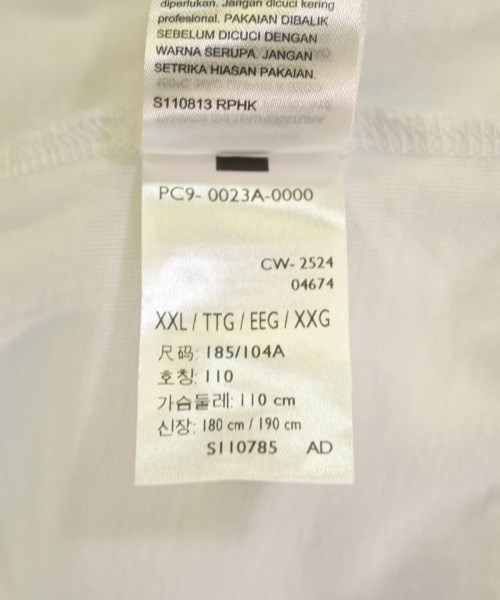 diperlukan. Jangan dicuci kering
profesional. PAKAIAN DIBALIK
SEBELUM DICUCI DENGAN
WARNA SERUPA. JANGAN
SETRIKA HIASAN PAKAIAN.
S110813 RPHK
PC9- 0023A-0000
CW- 2524
04674
XXL / TTG / EEG / XXG
尺码: 185/104A
호칭: 110
가슴둘레: 110 cm
신장: 180 cm / 190 cm
S110785 AD